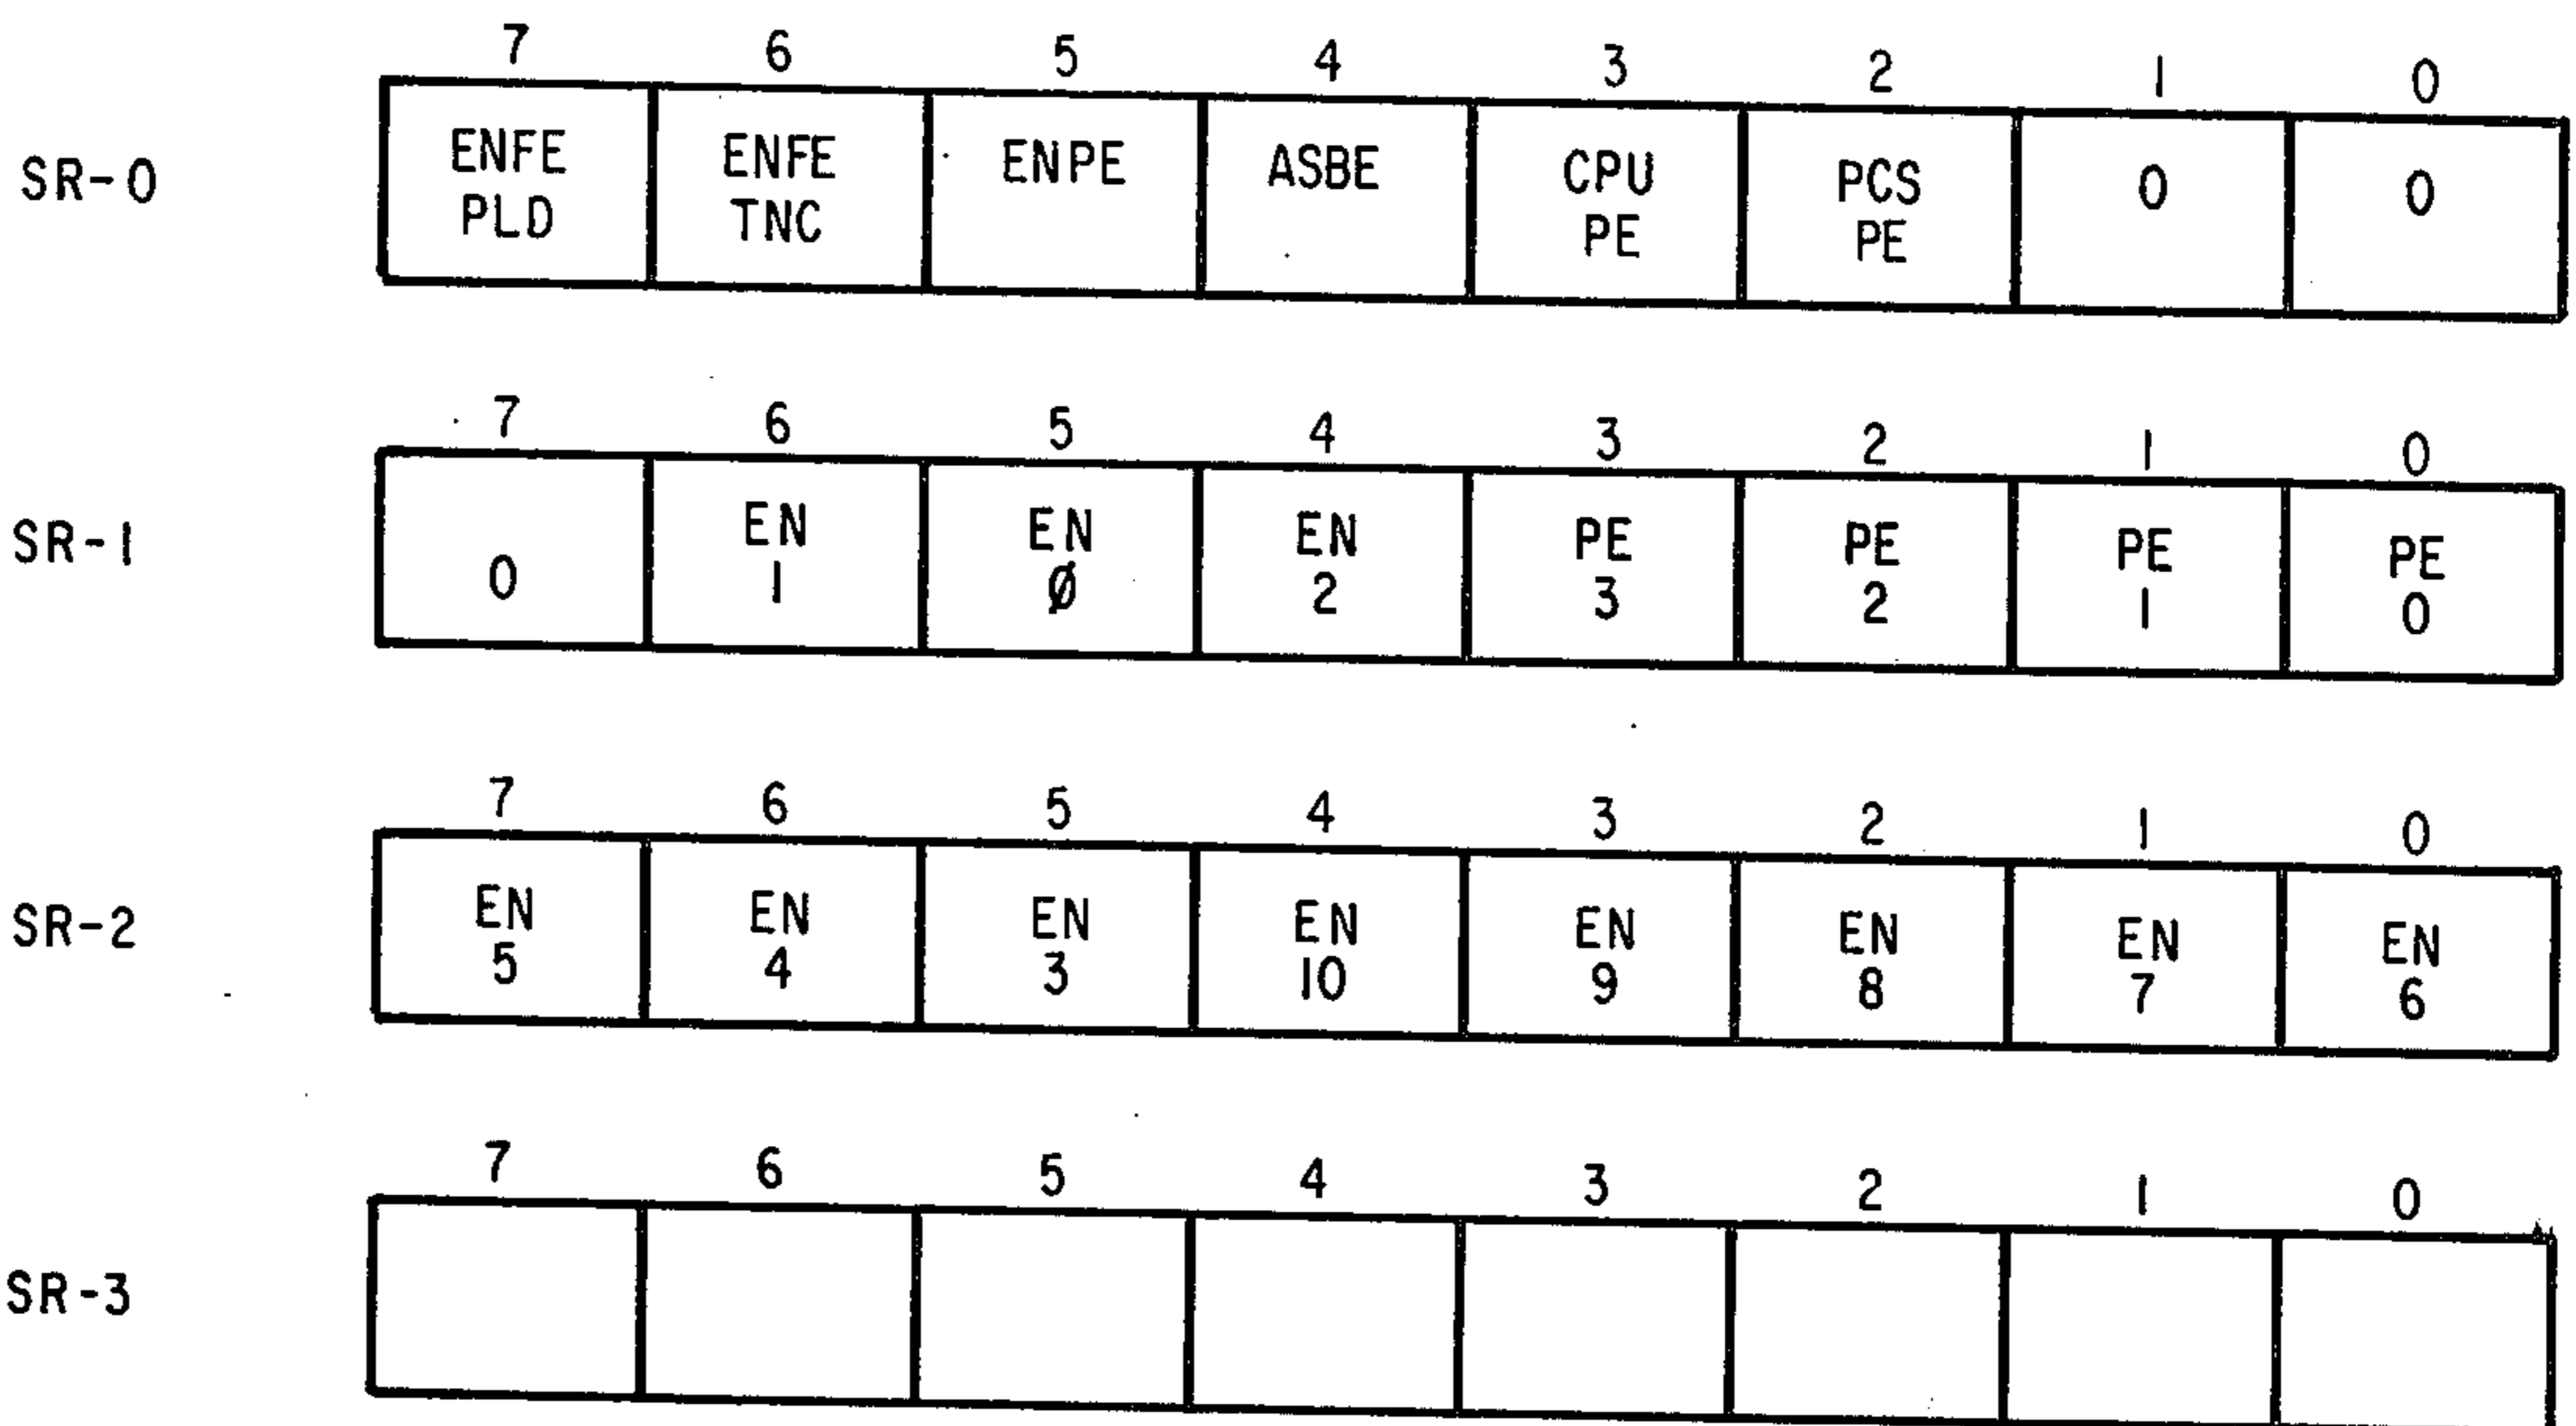 7 6 5 4 3 2 1 0
SR-0
ENFE PLD
ENFE TNC
ENPE
ASBE
CPU PE
PCS PE
0
0
7 6 5 4 3 2 1 0
SR-1
0
EN 1
EN Ø
EN 2
PE 3
PE 2
PE 1
PE 0
7 6 5 4 3 2 1 0
SR-2
EN 5
EN 4
EN 3
EN 10
EN 9
EN 8
EN 7
EN 6
7 6 5 4 3 2 1 0
SR-3